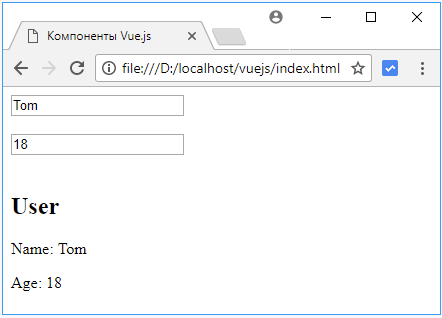 Компоненты Vue.js
file:///D:/localhost/vuejs/index.html
Tom
18
User
Name: Tom
Age: 18